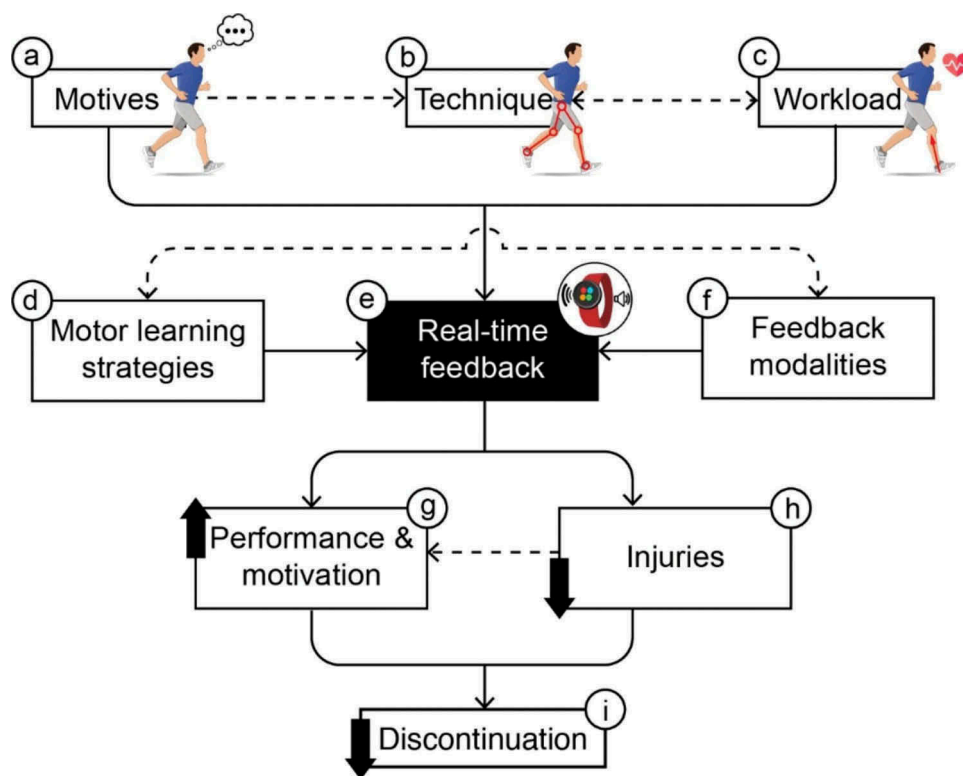 a
Motives
b
Technique
c
Workload
d
Motor learning
strategies
e
Real-time
feedback
f
Feedback
modalities
g
Performance &
motivation
h
Injuries
i
Discontinuation